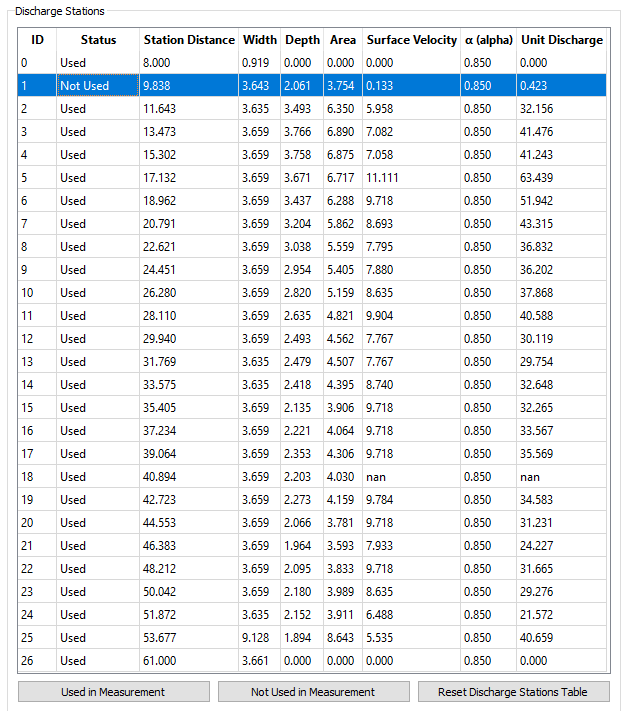 Discharge Stations
ID Status Station Distance Width Depth Area Surface Velocity α (alpha) Unit Discharge
0 Used 8.000 0.919 0.000 0.000 0.000 0.850 0.000
1 Not Used 9.838 3.643 2.061 3.754 0.133 0.850 0.423
2 Used 11.643 3.635 3.493 6.350 5.958 0.850 32.156
3 Used 13.473 3.659 3.766 6.890 7.082 0.850 41.476
4 Used 15.302 3.659 3.758 6.875 7.058 0.850 41.243
5 Used 17.132 3.659 3.671 6.717 11.111 0.850 63.439
6 Used 18.962 3.659 3.437 6.288 9.718 0.850 51.942
7 Used 20.791 3.659 3.204 5.862 8.693 0.850 43.315
8 Used 22.621 3.659 3.038 5.559 7.795 0.850 36.832
9 Used 24.451 3.659 2.954 5.405 7.880 0.850 36.202
10 Used 26.280 3.659 2.820 5.159 8.635 0.850 37.868
11 Used 28.110 3.659 2.635 4.821 9.904 0.850 40.588
12 Used 29.940 3.659 2.493 4.562 7.767 0.850 30.119
13 Used 31.769 3.635 2.479 4.507 7.767 0.850 29.754
14 Used 33.575 3.635 2.418 4.395 8.740 0.850 32.648
15 Used 35.405 3.659 2.135 3.906 9.718 0.850 32.265
16 Used 37.234 3.659 2.221 4.064 9.718 0.850 33.567
17 Used 39.064 3.659 2.353 4.306 9.718 0.850 35.569
18 Used 40.894 3.659 2.203 4.030 nan 0.850 nan
19 Used 42.723 3.659 2.273 4.159 9.784 0.850 34.583
20 Used 44.553 3.659 2.066 3.781 9.718 0.850 31.231
21 Used 46.383 3.659 1.964 3.593 7.933 0.850 24.227
22 Used 48.212 3.659 2.095 3.833 9.718 0.850 31.665
23 Used 50.042 3.659 2.180 3.989 8.635 0.850 29.276
24 Used 51.872 3.635 2.152 3.911 6.488 0.850 21.572
25 Used 53.677 9.128 1.894 8.643 5.535 0.850 40.659
26 Used 61.000 3.661 0.000 0.000 0.000 0.850 0.000
Used in Measurement Not Used in Measurement Reset Discharge Stations Table